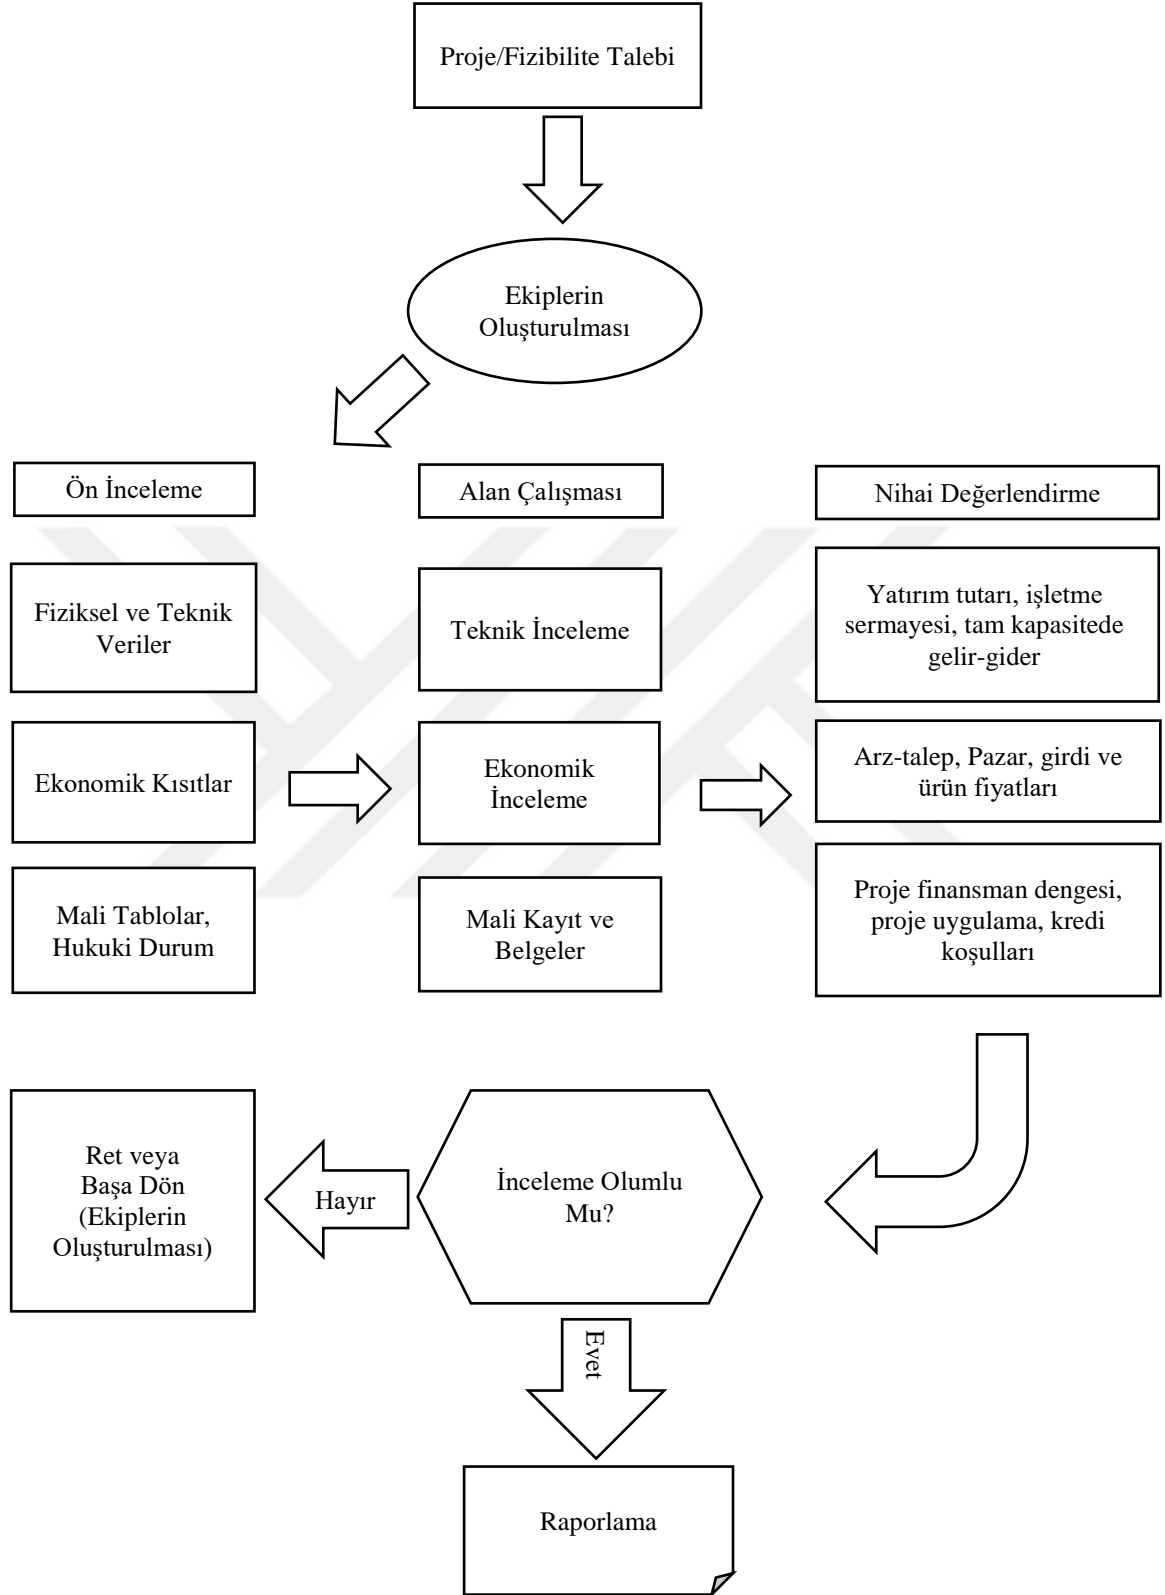 Proje/Fizibilite Talebi
Ekiplerin
Oluşturulması
Ön İnceleme
Alan Çalışması
Nihai Değerlendirme
Fiziksel ve Teknik
Veriler
Teknik İnceleme
Yatırım tutarı, işletme
sermayesi, tam kapasitede
gelir-gider
Ekonomik Kısıtlar
Ekonomik
İnceleme
Arz-talep, Pazar, girdi ve
ürün fiyatları
Mali Tablolar,
Hukuki Durum
Mali Kayıt ve
Belgeler
Proje finansman dengesi,
proje uygulama, kredi
koşulları
Ret veya
Başa Dön
(Ekiplerin
Oluşturulması)
Hayır
İnceleme Olumlu
Mu?
Evet
Raporlama